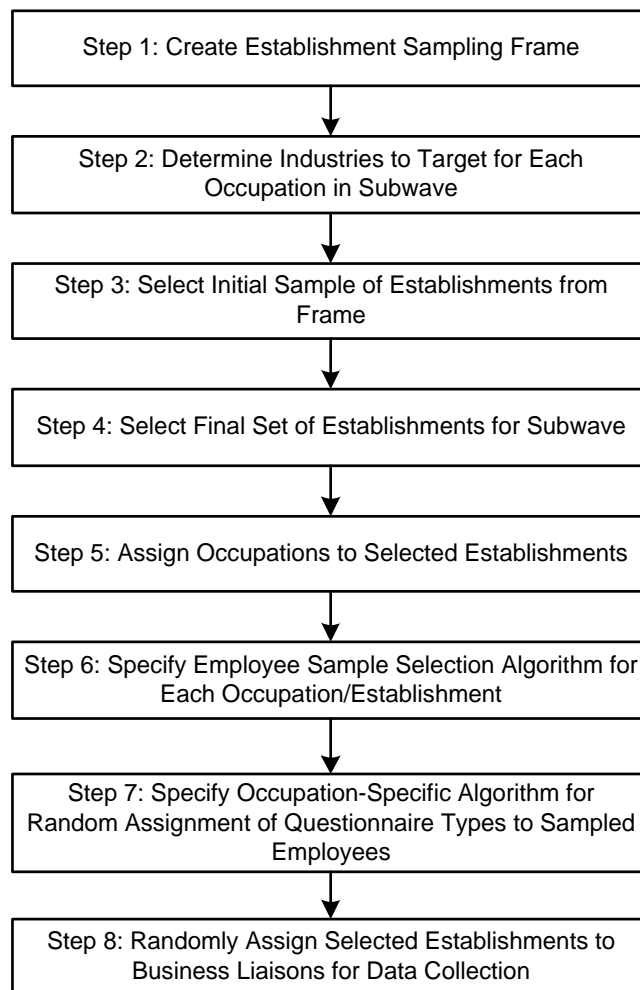 Step 1: Create Establishment Sampling Frame
Step 2: Determine Industries to Target for Each
Occupation in Subwave
Step 3: Select Initial Sample of Establishments from
Frame
Step 4: Select Final Set of Establishments for Subwave
Step 5: Assign Occupations to Selected Establishments
Step 6: Specify Employee Sample Selection Algorithm for
Each Occupation/Establishment
Step 7: Specify Occupation-Specific Algorithm for
Random Assignment of Questionnaire Types to Sampled
Employees
Step 8: Randomly Assign Selected Establishments to
Business Liaisons for Data Collection